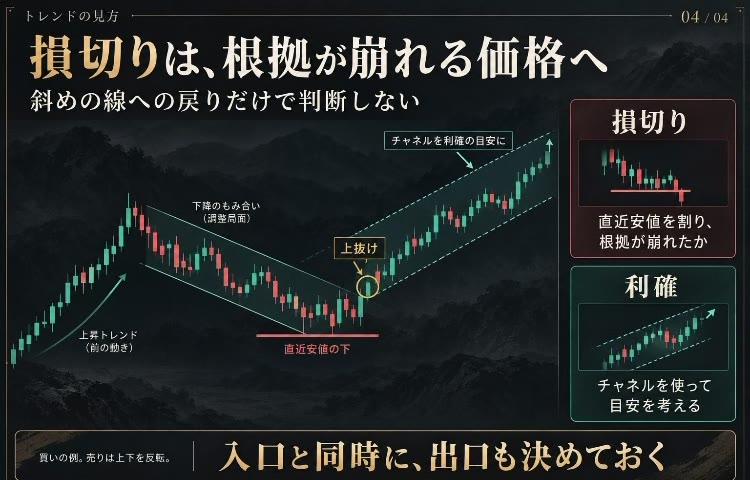 トレンドの見方
04 / 04
損切りは、根拠が崩れる価格へ
斜めの線への戻りだけで判断しない
チャネルを利確の目安に
下降のもみ合い
（調整局面）
上抜け
上昇トレンド
（前の動き）
直近安値の下
損切り
直近安値を割り、
根拠が崩れたか
利確
チャネルを使って
目安を考える
買いの例。売りは上下を反転。
入口と同時に、出口も決めておく